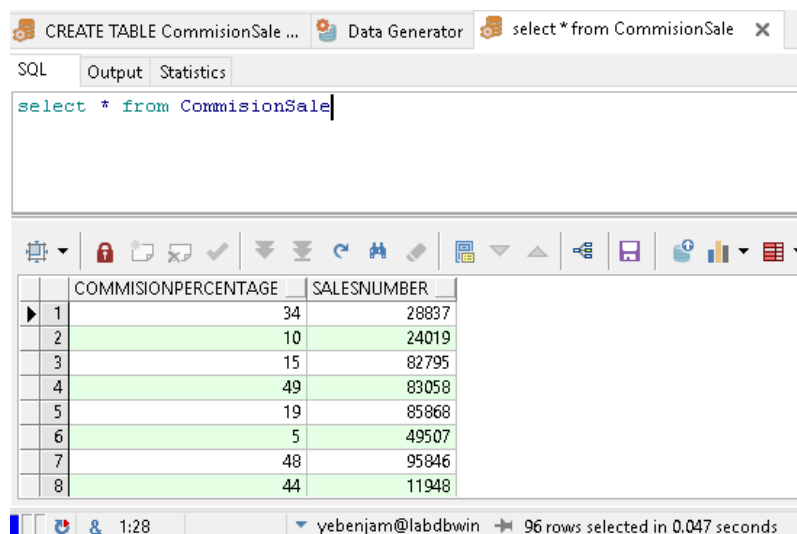 CREATE TABLE CommisionSale ... Data Generator select * from CommisionSale
SQL Output Statistics
select * from CommisionSale
COMMISIONPERCENTAGE SALESNUMBER
1 34 28837
2 10 24019
3 15 82795
4 49 83058
5 19 85868
6 5 49507
7 48 95846
8 44 11948
& 1:28 yebenjam@labdbwin 96 rows selected in 0.047 seconds